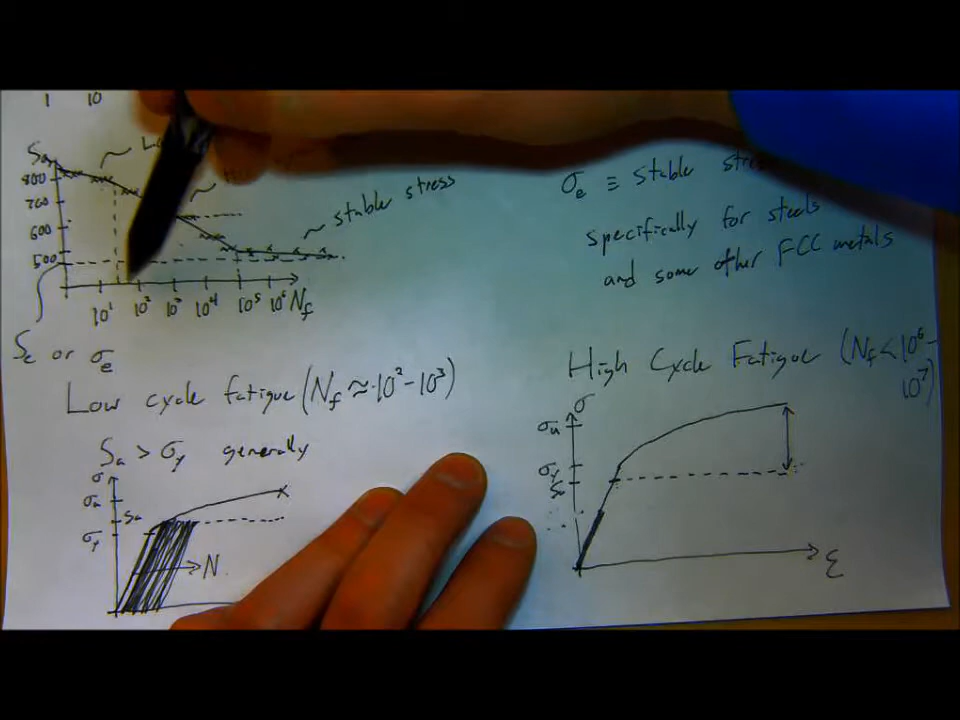 1 10
Sa
800
700
600
500
stable stress
10¹ 10² 10³ 10⁴ 10⁵ 10⁶ Nf
Se or σe
σe ≡ stable
specifically for steels
and some other FCC metals
Low cycle fatigue (Nf ≈ 10² - 10³)
Sa > σy generally
σ
σu
Sa
σy
N
High Cycle Fatigue (Nf < 10⁶ -
10⁷)
σ
σu
σy
Sa
ε